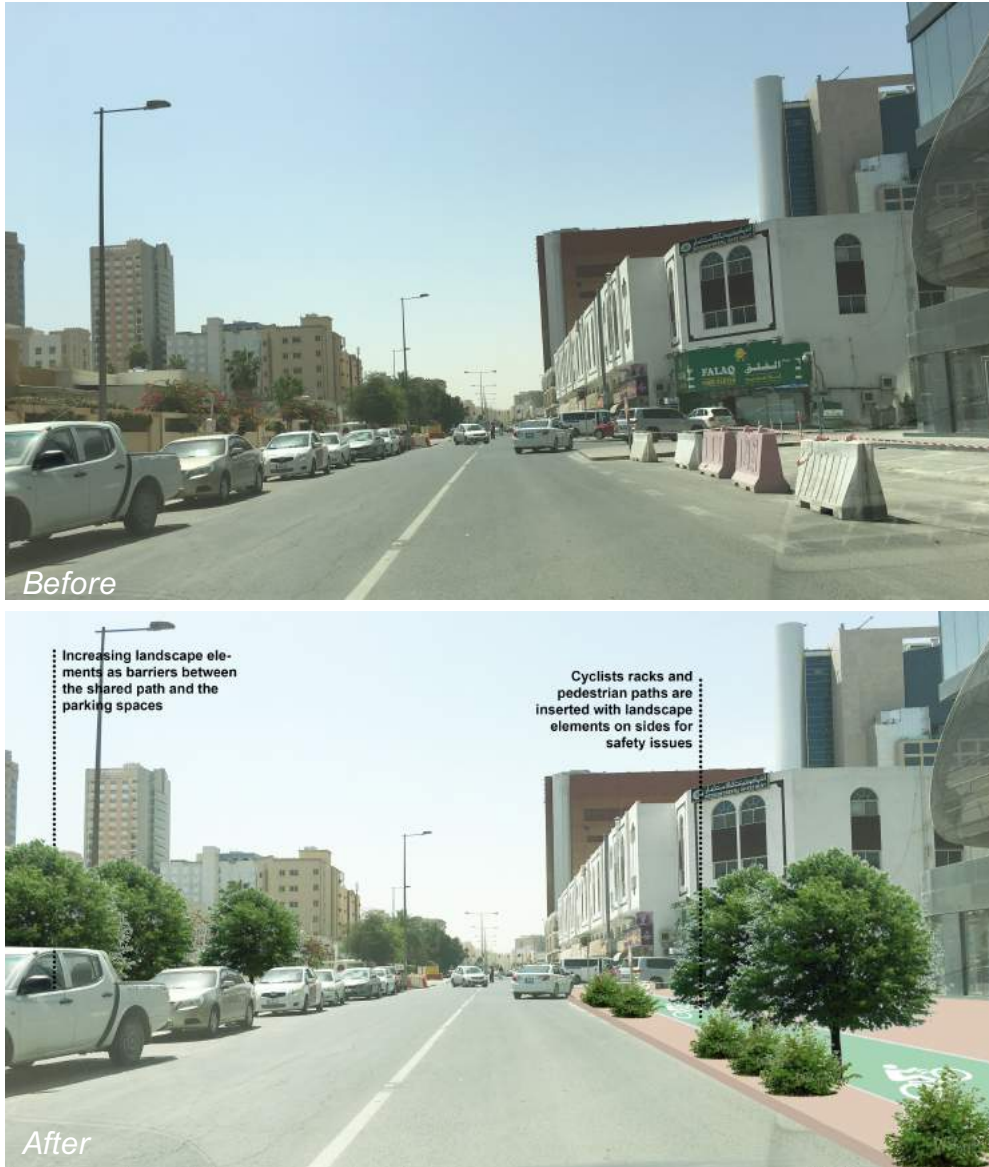 FALAQ الفلق
Before
Increasing landscape ele-
ments as barriers between
the shared path and the
parking spaces
Cyclists racks and
pedestrian paths are
inserted with landscape
elements on sides for
safety issues
After